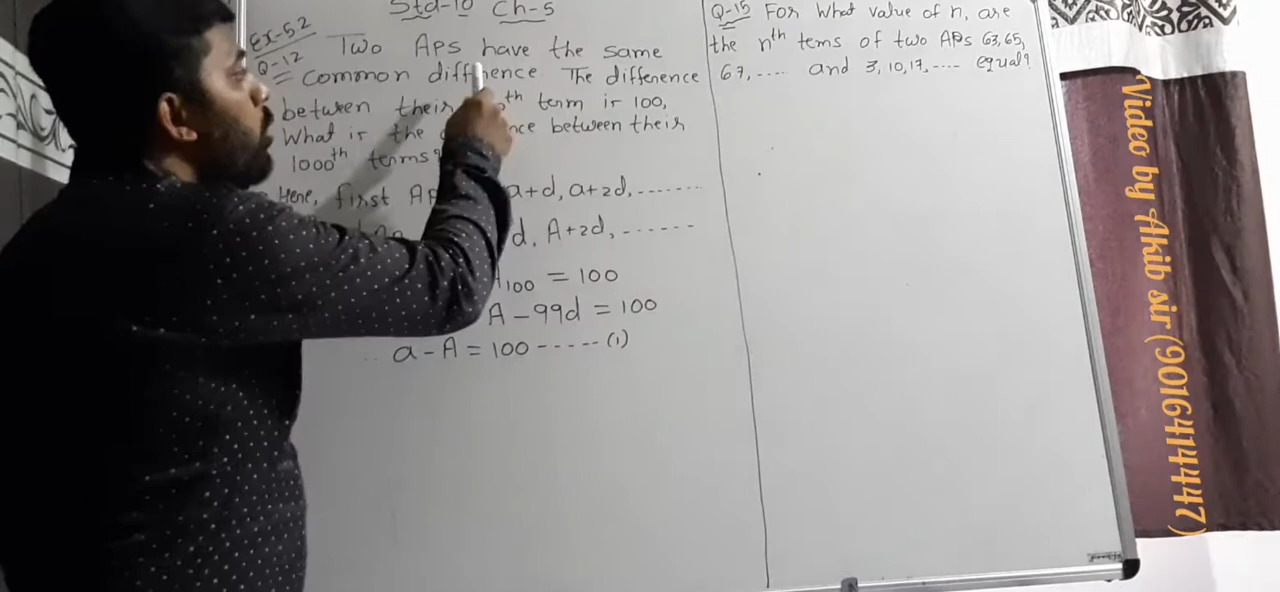 Std-10 Ch-5
Ex-5.2
Q-12 Two APs have the same
common diffhence. The difference
between their th term is 100,
What is the nce between their
1000th terms?
Hene, first AP a+d, a+2d, -------
d, A+2d, ------
100 = 100
A - 99d = 100
a - A = 100 ----- (1)
Q-15 For what value of n, are
the nth tems of two APs 63, 65,
67, .... and 3, 10, 17, .... equal?
Video by Akib sir (9016414447)